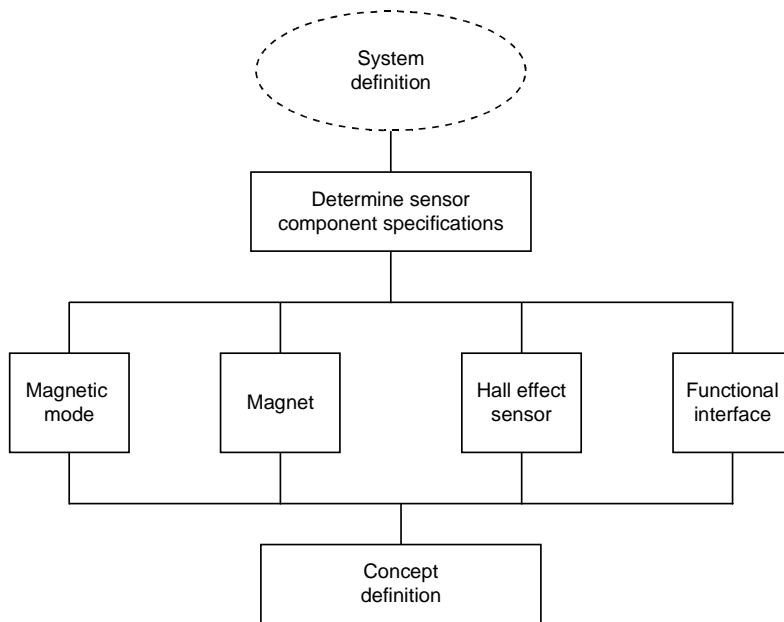 System
definition
Determine sensor
component specifications
Magnetic
mode
Magnet
Hall effect
sensor
Functional
interface
Concept
definition